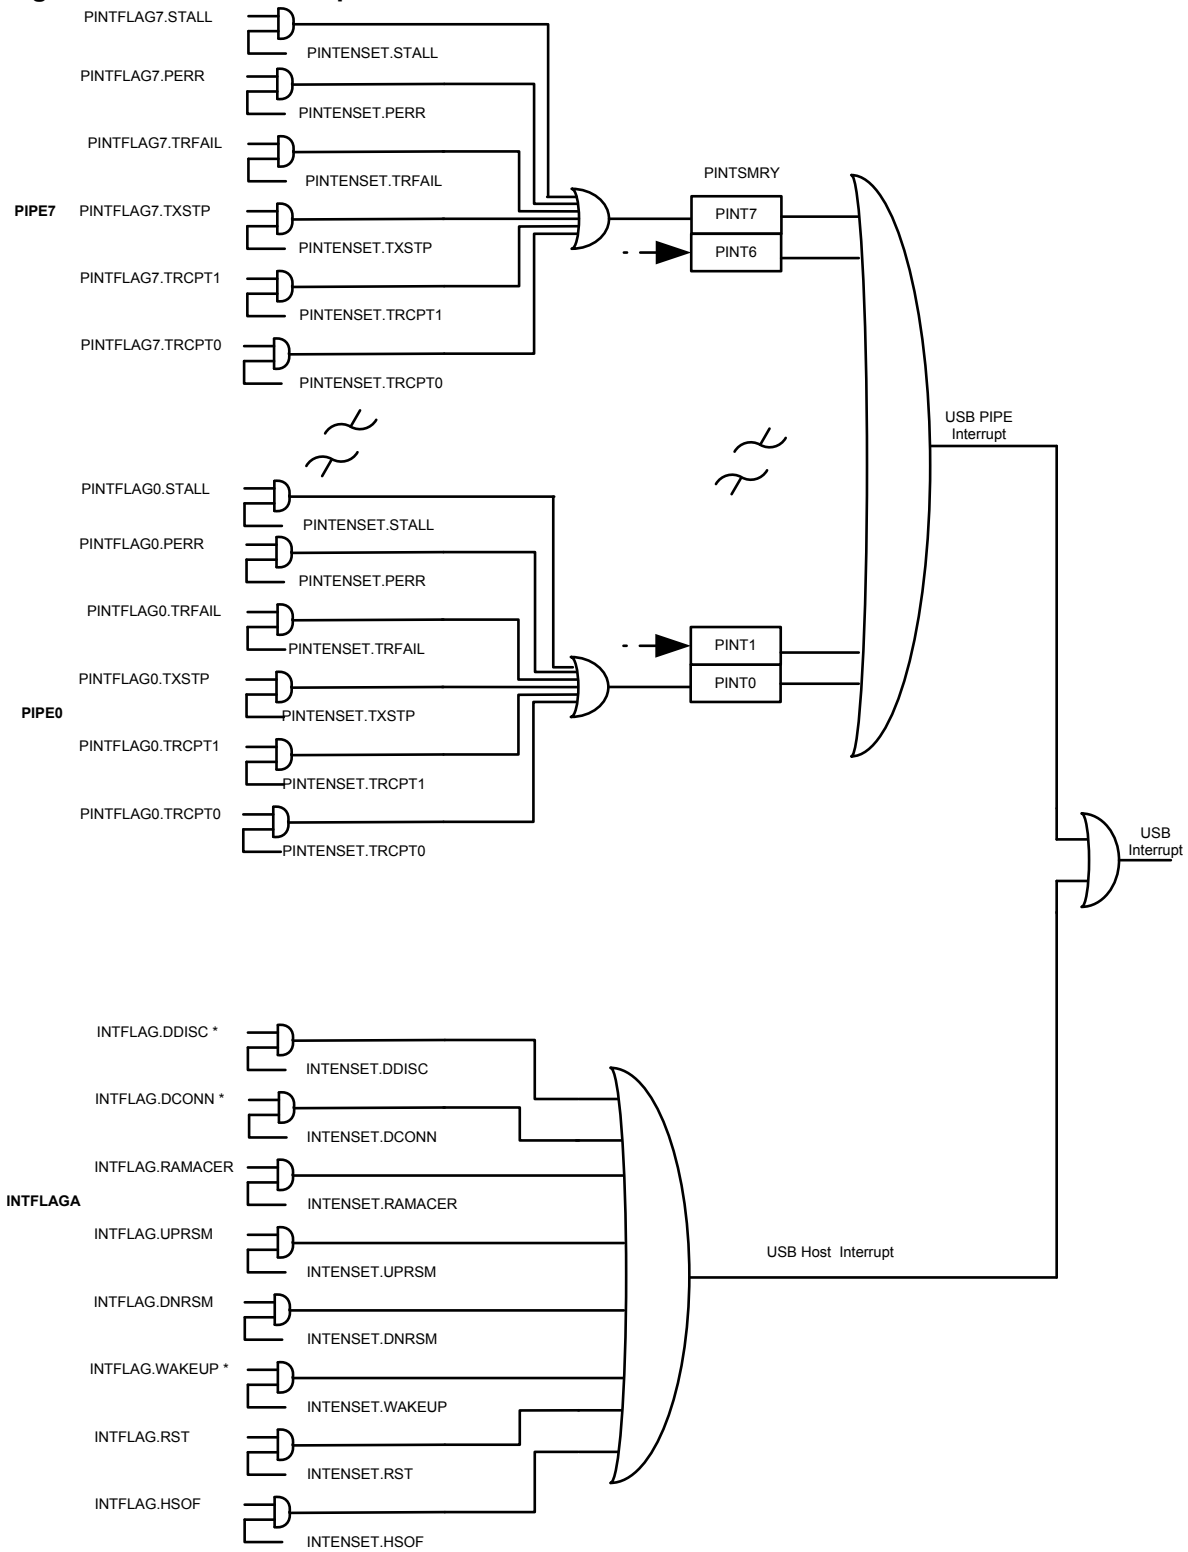 PINTFLAG7.STALL
PINTENSET.STALL
PINTFLAG7.PERR
PINTENSET.PERR
PINTFLAG7.TRFAIL
PINTENSET.TRFAIL
PINTSMRY
PIPE7 PINTFLAG7.TXSTP
PINT7
PINTENSET.TXSTP
PINT6
PINTFLAG7.TRCPT1
PINTENSET.TRCPT1
PINTFLAG7.TRCPT0
PINTENSET.TRCPT0
USB PIPE
Interrupt
PINTFLAG0.STALL
PINTENSET.STALL
PINTFLAG0.PERR
PINTENSET.PERR
PINTFLAG0.TRFAIL
PINTENSET.TRFAIL
PINT1
PINTFLAG0.TXSTP
PINT0
PIPE0
PINTENSET.TXSTP
PINTFLAG0.TRCPT1
PINTENSET.TRCPT1
PINTFLAG0.TRCPT0
PINTENSET.TRCPT0
USB
Interrupt
INTFLAG.DDISC *
INTENSET.DDISC
INTFLAG.DCONN *
INTENSET.DCONN
INTFLAG.RAMACER
INTFLAGA
INTENSET.RAMACER
INTFLAG.UPRSM
INTENSET.UPRSM
USB Host Interrupt
INTFLAG.DNRSM
INTENSET.DNRSM
INTFLAG.WAKEUP *
INTENSET.WAKEUP
INTFLAG.RST
INTENSET.RST
INTFLAG.HSOF
INTENSET.HSOF